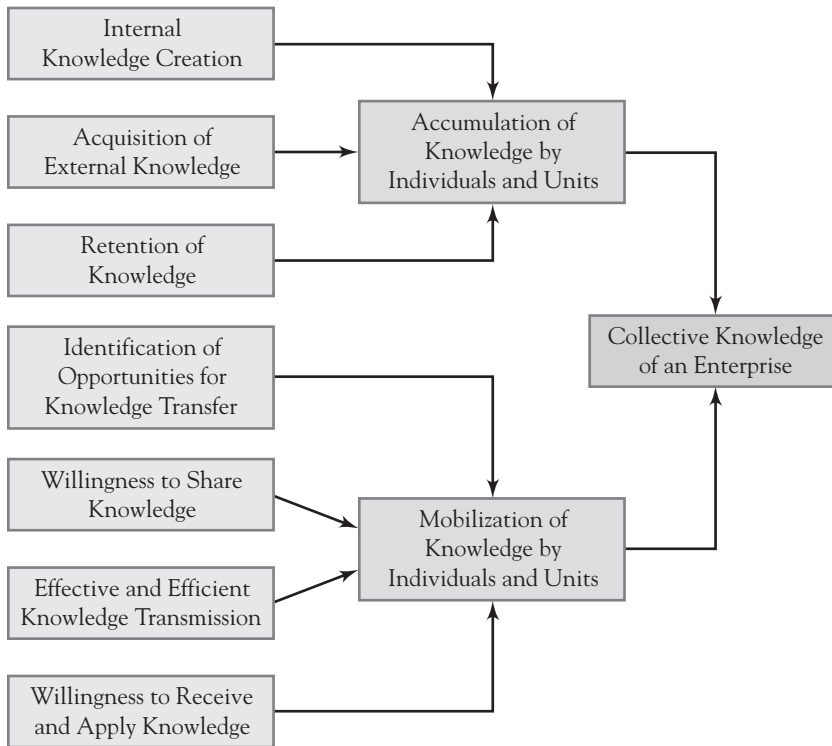 Internal
Knowledge Creation
Acquisition of
External Knowledge
Retention of
Knowledge
Accumulation of
Knowledge by
Individuals and Units
Identification of
Opportunities for
Knowledge Transfer
Willingness to Share
Knowledge
Effective and Efficient
Knowledge Transmission
Willingness to Receive
and Apply Knowledge
Mobilization of
Knowledge by
Individuals and Units
Collective Knowledge
of an Enterprise